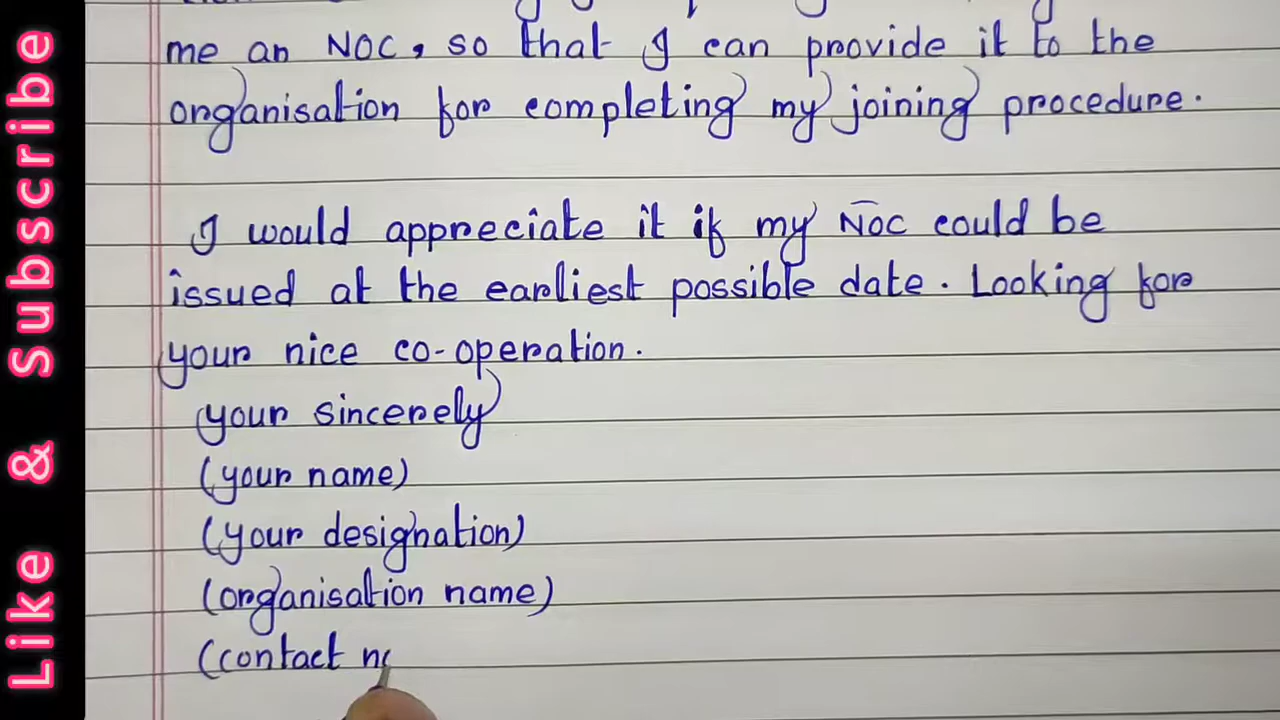 me an NOC, so that I can provide it to the
organisation for completing my joining procedure.
I would appreciate it if my NOC could be
issued at the earliest possible date. Looking for
your nice co-operation.
your sincerely
(your name)
(your designation)
(organisation name)
(contact no
Like & Subscribe